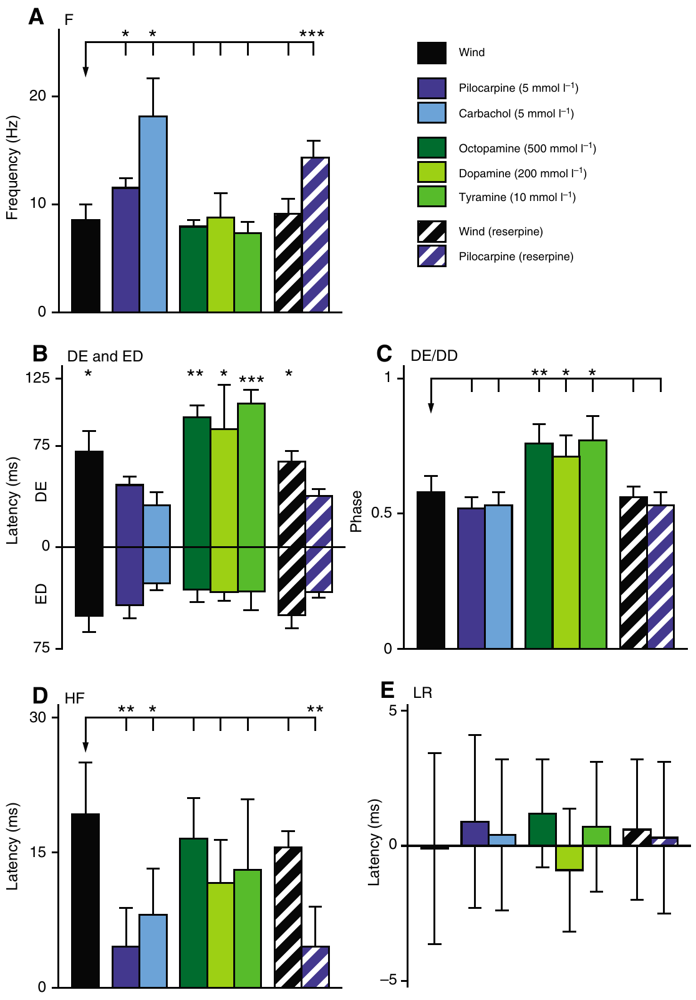 A F
* * ***
20
10
0
Frequency (Hz)
Wind
Pilocarpine (5 mmol l⁻¹)
Carbachol (5 mmol l⁻¹)
Octopamine (500 mmol l⁻¹)
Dopamine (200 mmol l⁻¹)
Tyramine (10 mmol l⁻¹)
Wind (reserpine)
Pilocarpine (reserpine)
B DE and ED
* ** * *** *
125
75
0
75
Latency (ms)
DE
ED
C DE/DD
** * *
1
0.5
0
Phase
D HF
** * **
30
15
0
Latency (ms)
E LR
5
0
–5
Latency (ms)